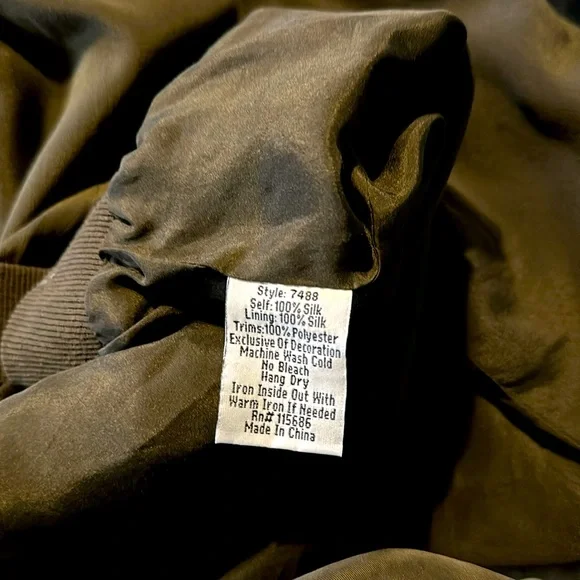 Style: 7488
Self:100% Silk
Lining:100% Silk
Trims:100% Polyester
Exclusive Of Decoration
Machine Wash Cold
No Bleach
Hang Dry
Iron Inside Out With
Warm Iron If Needed
Rn# 115686
Made In China